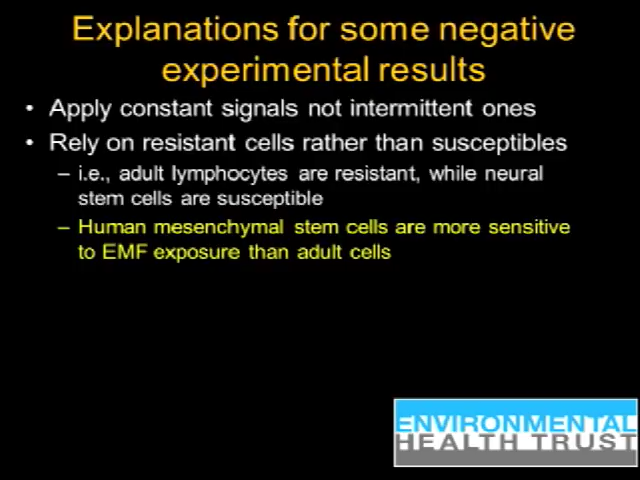 Explanations for some negative
experimental results
• Apply constant signals not intermittent ones
• Rely on resistant cells rather than susceptibles
– i.e., adult lymphocytes are resistant, while neural
stem cells are susceptible
– Human mesenchymal stem cells are more sensitive
to EMF exposure than adult cells
ENVIRONMENTAL
HEALTH TRUST